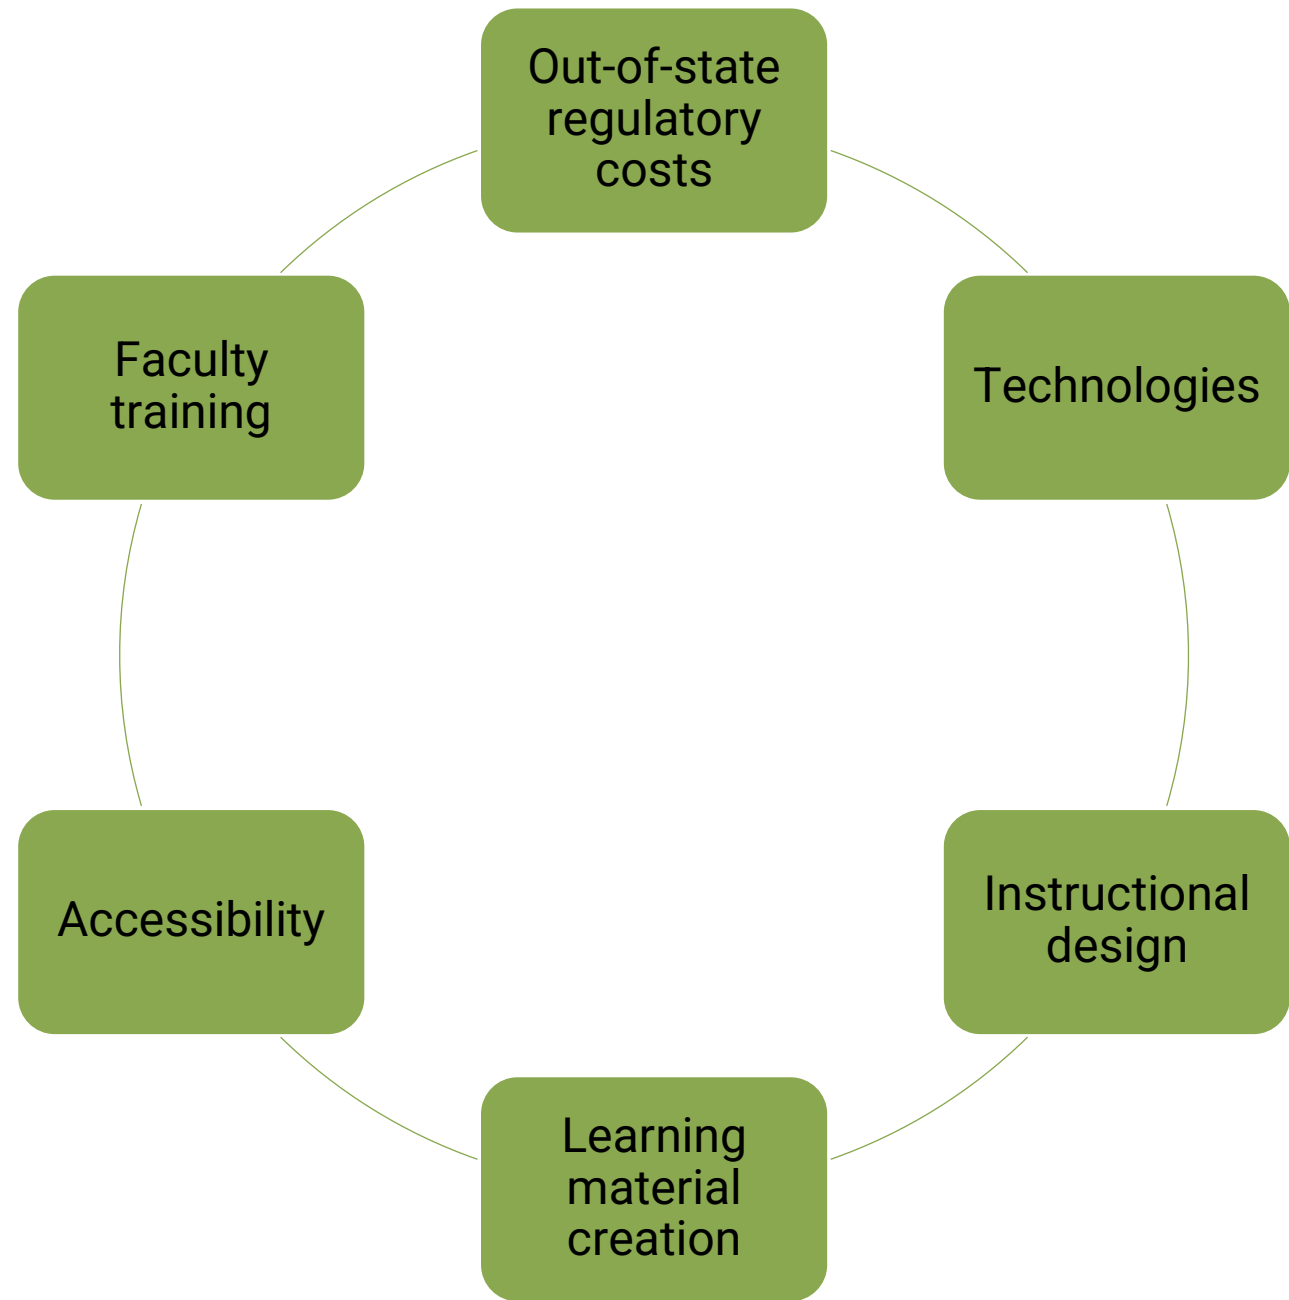 Out-of-state
regulatory
costs
Technologies
Instructional
design
Learning
material
creation
Accessibility
Faculty
training